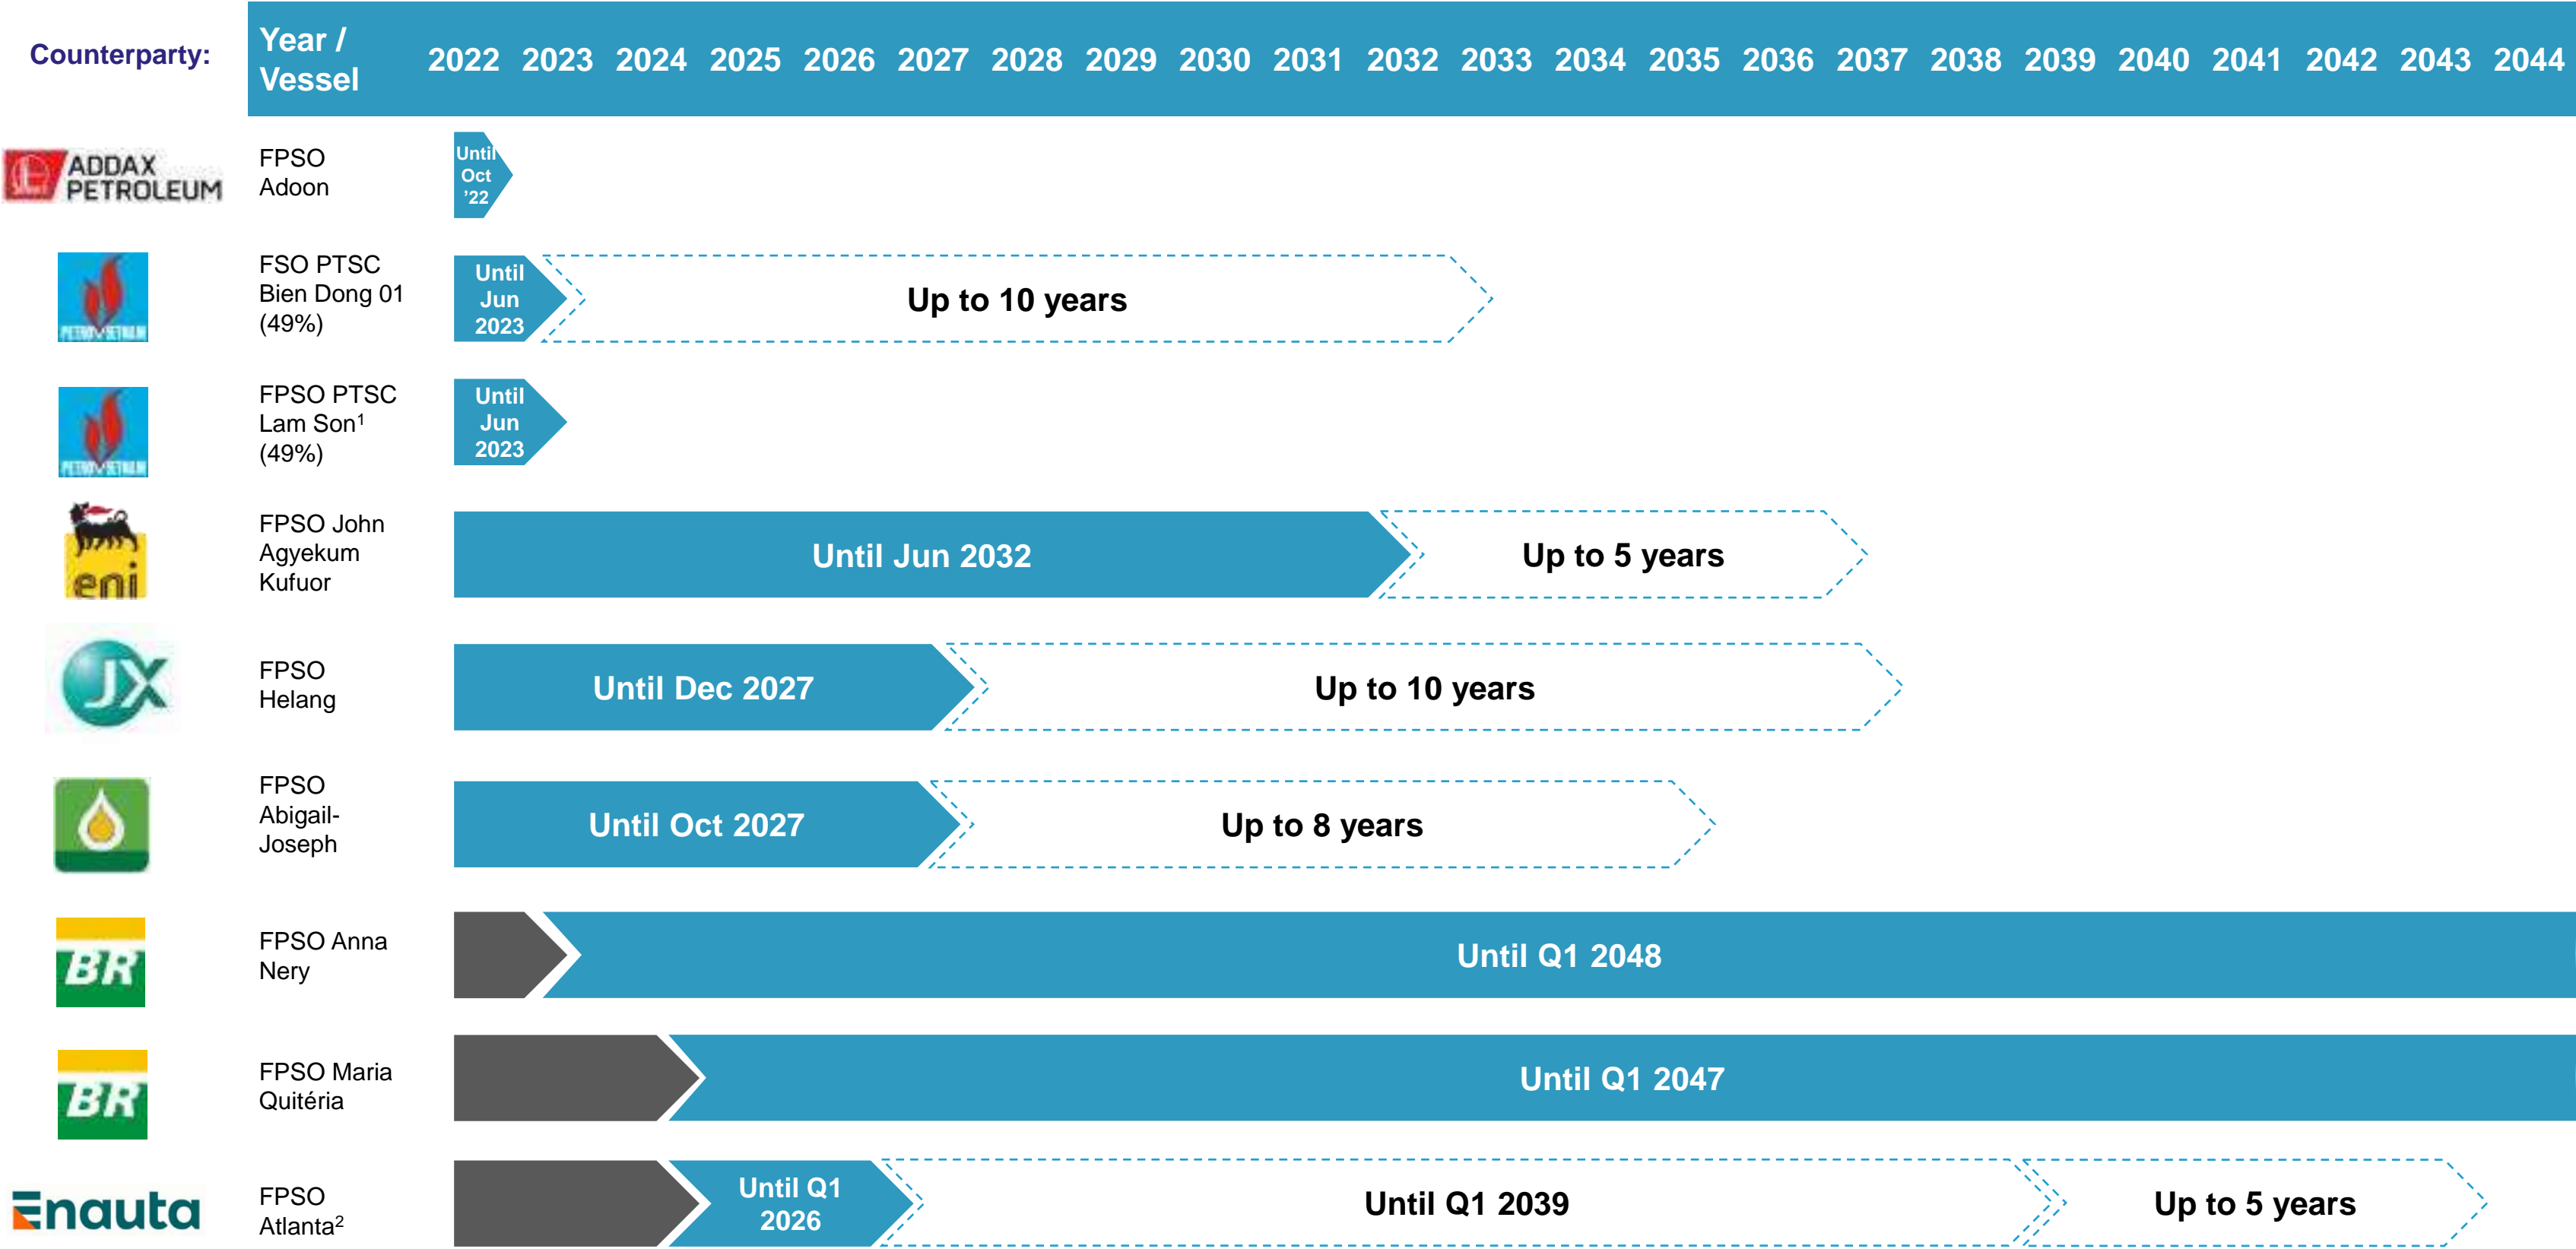 Counterparty:
Year /
Vessel
2022 2023 2024 2025 2026 2027 2028 2029 2030 2031 2032 2033 2034 2035 2036 2037 2038 2039 2040 2041 2042 2043 2044
ADDAX
PETROLEUM
FPSO
Adoon
Until
Oct
’22
PETROVIETNAM
FSO PTSC
Bien Dong 01
(49%)
Until
Jun
2023
Up to 10 years
PETROVIETNAM
FPSO PTSC
Lam Son¹
(49%)
Until
Jun
2023
eni
FPSO John
Agyekum
Kufuor
Until Jun 2032
Up to 5 years
JX
FPSO
Helang
Until Dec 2027
Up to 10 years
FPSO
Abigail-
Joseph
Until Oct 2027
Up to 8 years
BR
FPSO Anna
Nery
Until Q1 2048
BR
FPSO Maria
Quitéria
Until Q1 2047
Enauta
FPSO
Atlanta²
Until Q1
2026
Until Q1 2039
Up to 5 years